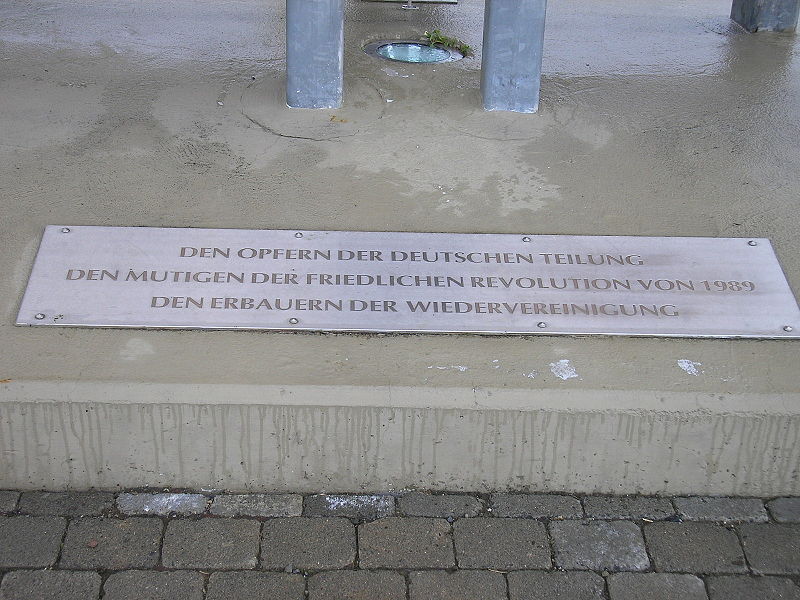 DEN OPFERN DER DEUTSCHEN TEILUNG
DEN MUTIGEN DER FRIEDLICHEN REVOLUTION VON 1989
DEN ERBAUERN DER WIEDERVEREINIGUNG